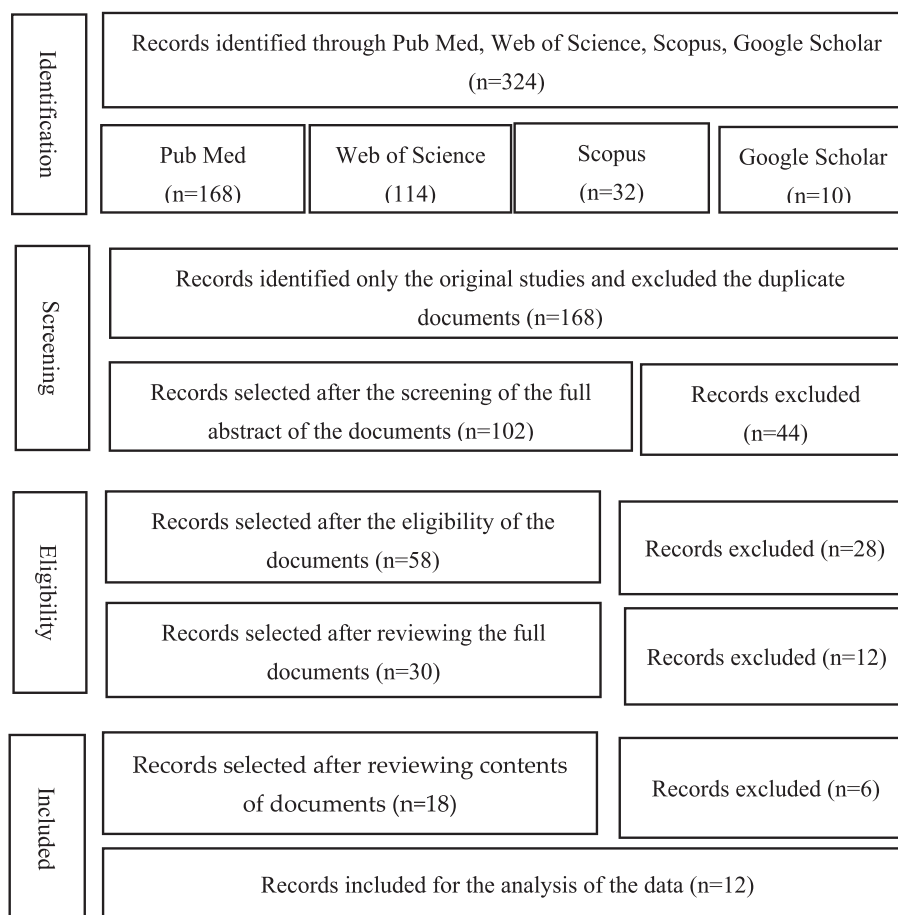 Identification
Records identified through Pub Med, Web of Science, Scopus, Google Scholar
(n=324)
Pub Med
(n=168)
Web of Science
(114)
Scopus
(n=32)
Google Scholar
(n=10)
Screening
Records identified only the original studies and excluded the duplicate
documents (n=168)
Records selected after the screening of the full
abstract of the documents (n=102)
Records excluded
(n=44)
Eligibility
Records selected after the eligibility of the
documents (n=58)
Records excluded (n=28)
Records selected after reviewing the full
documents (n=30)
Records excluded (n=12)
Included
Records selected after reviewing contents
of documents (n=18)
Records excluded (n=6)
Records included for the analysis of the data (n=12)